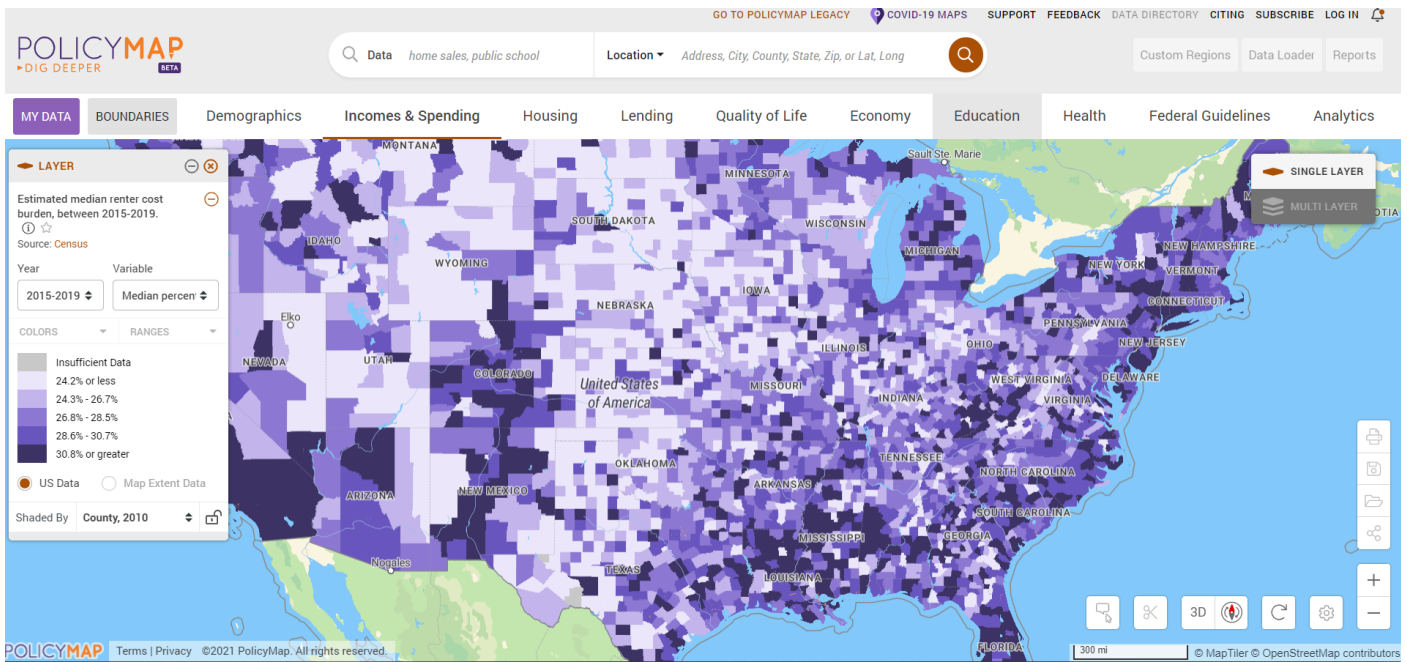 GO TO POLICYMAP LEGACY COVID-19 MAPS SUPPORT FEEDBACK DATA DIRECTORY CITING SUBSCRIBE LOG IN
POLICYMAP
DIG DEEPER BETA
Data home sales, public school Location Address, City, County, State, Zip, or Lat, Long
Custom Regions Data Loader Reports
MY DATA BOUNDARIES Demographics Incomes & Spending Housing Lending Quality of Life Economy Education Health Federal Guidelines Analytics
LAYER
Estimated median renter cost
burden, between 2015-2019.
Source: Census
Year Variable
2015-2019 Median percent
COLORS RANGES
Insufficient Data
24.2% or less
24.3% - 26.7%
26.8% - 28.5%
28.6% - 30.7%
30.8% or greater
US Data Map Extent Data
Shaded By County, 2010
SINGLE LAYER
MULTI LAYER
MONTANA
Sault Ste. Marie
MINNESOTA
SOUTH DAKOTA
WISCONSIN
IDAHO
MICHIGAN
NEW HAMPSHIRE
WYOMING
NEW YORK
VERMONT
IOWA
NEBRASKA
CONNECTICUT
Elko
PENNSYLVANIA
OHIO
NEW JERSEY
ILLINOIS
NEVADA
UTAH
COLORADO
United States
of America
MISSOURI
WEST VIRGINIA
DELAWARE
INDIANA
VIRGINIA
TENNESSEE
OKLAHOMA
NORTH CAROLINA
ARIZONA
NEW MEXICO
ARKANSAS
SOUTH CAROLINA
MISSISSIPPI
GEORGIA
Nogales
TEXAS
LOUISIANA
FLORIDA
3D
POLICYMAP Terms | Privacy ©2021 PolicyMap. All rights reserved.
300 mi
© MapTiler © OpenStreetMap contributors